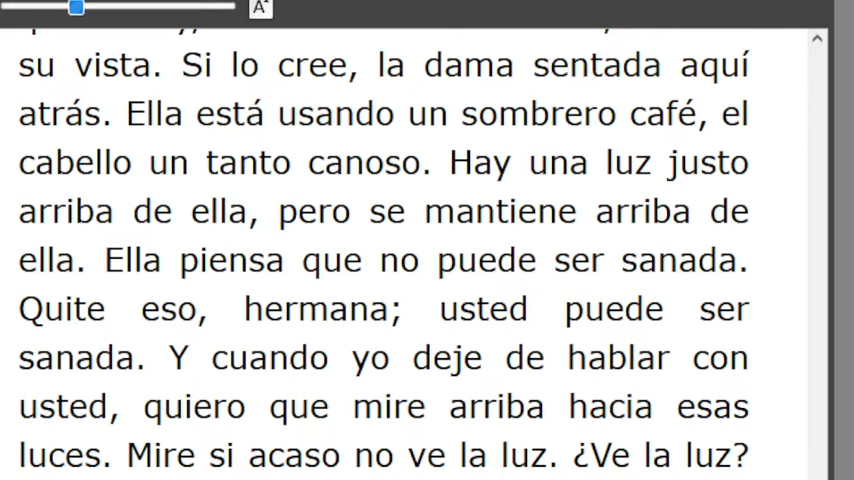 A
su vista. Si lo cree, la dama sentada aquí
atrás. Ella está usando un sombrero café, el
cabello un tanto canoso. Hay una luz justo
arriba de ella, pero se mantiene arriba de
ella. Ella piensa que no puede ser sanada.
Quite eso, hermana; usted puede ser
sanada. Y cuando yo deje de hablar con
usted, quiero que mire arriba hacia esas
luces. Mire si acaso no ve la luz. ¿Ve la luz?